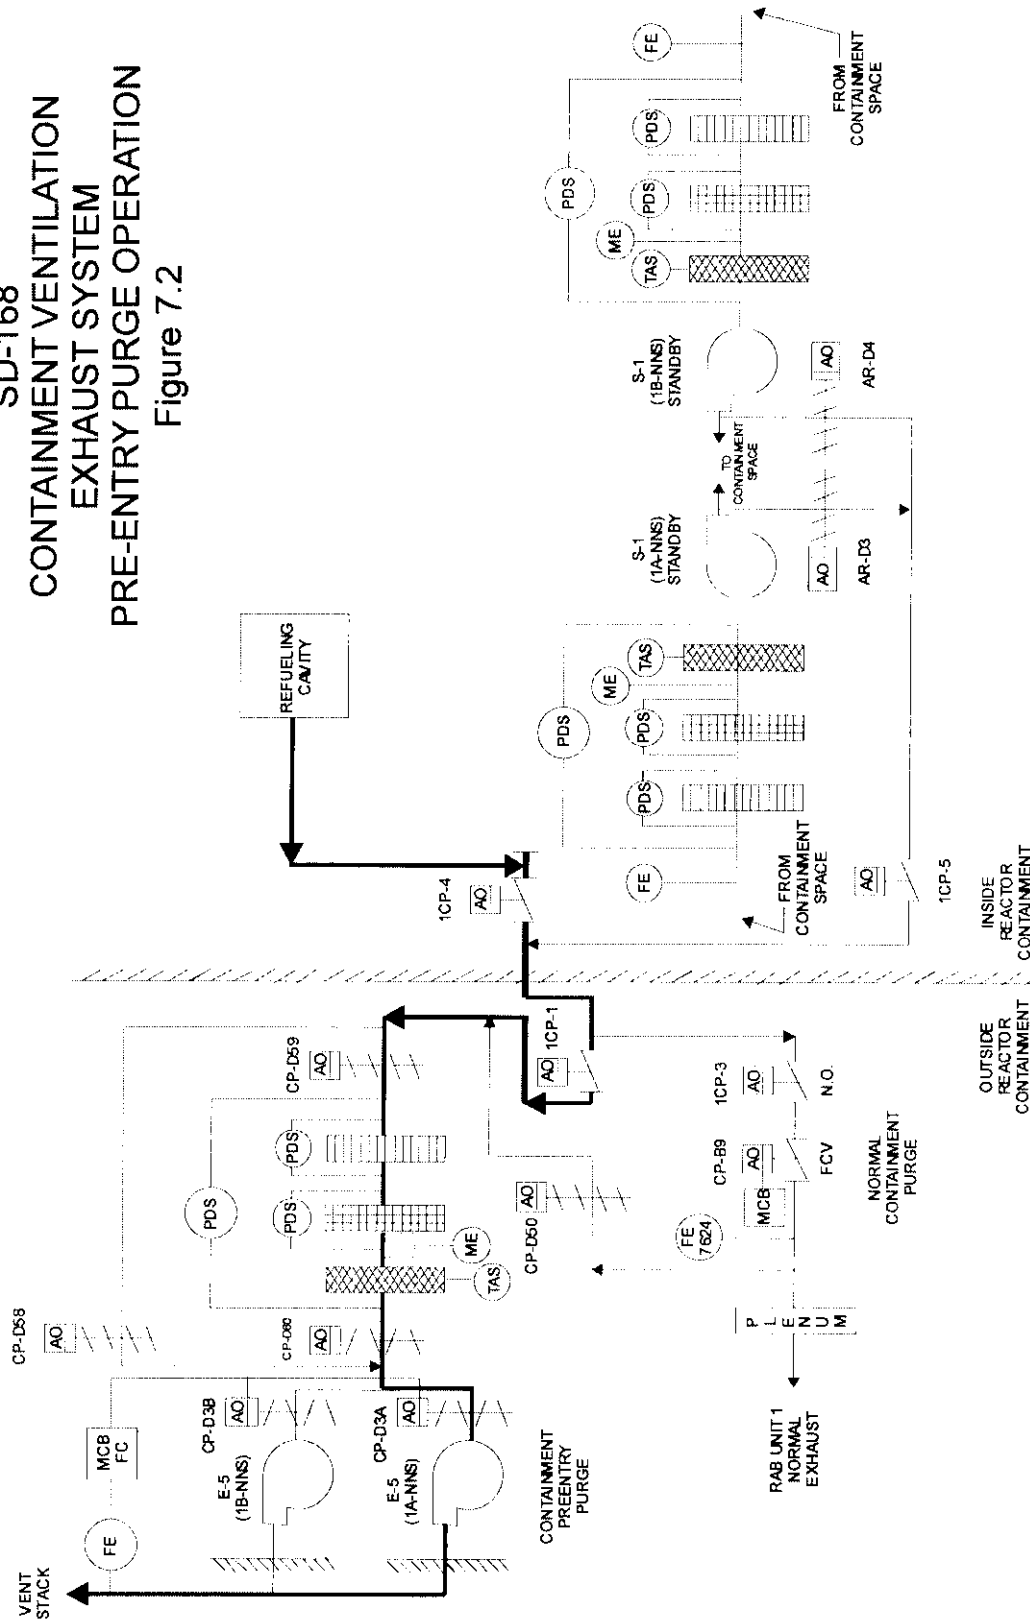 SD-168
CONTAINMENT VENTILATION
EXHAUST SYSTEM
PRE-ENTRY PURGE OPERATION
Figure 7.2
VENT
STACK
FE
MCB
FC
CP-D58
AO
E-5
(1B-NNS)
CP-D3B
AO
E-5
(1A-NNS)
CP-D3A
AO
CONTAINMENT
PREENTRY
PURGE
CP-D60
AO
PDS
PDS
PDS
TAS
ME
CP-D59
AO
CP-D50
AO
AO
1CP-1
RAB UNIT 1
NORMAL
EXHAUST
PLENUM
FE
7624
CP-B9
AO
MCB
FCV
1CP-3
AO
N.O.
NORMAL
CONTAINMENT
PURGE
OUTSIDE
REACTOR
CONTAINMENT
INSIDE
REACTOR
CONTAINMENT
1CP-4
AO
REFUELING
CAVITY
FROM
CONTAINMENT
SPACE
AO
1CP-5
FE
PDS
PDS
PDS
ME
TAS
S-1
(1A-NNS)
STANDBY
TO
CONTAINMENT
SPACE
S-1
(1B-NNS)
STANDBY
AO
AR-D3
AO
AR-D4
TAS
ME
PDS
PDS
PDS
FE
FROM
CONTAINMENT
SPACE